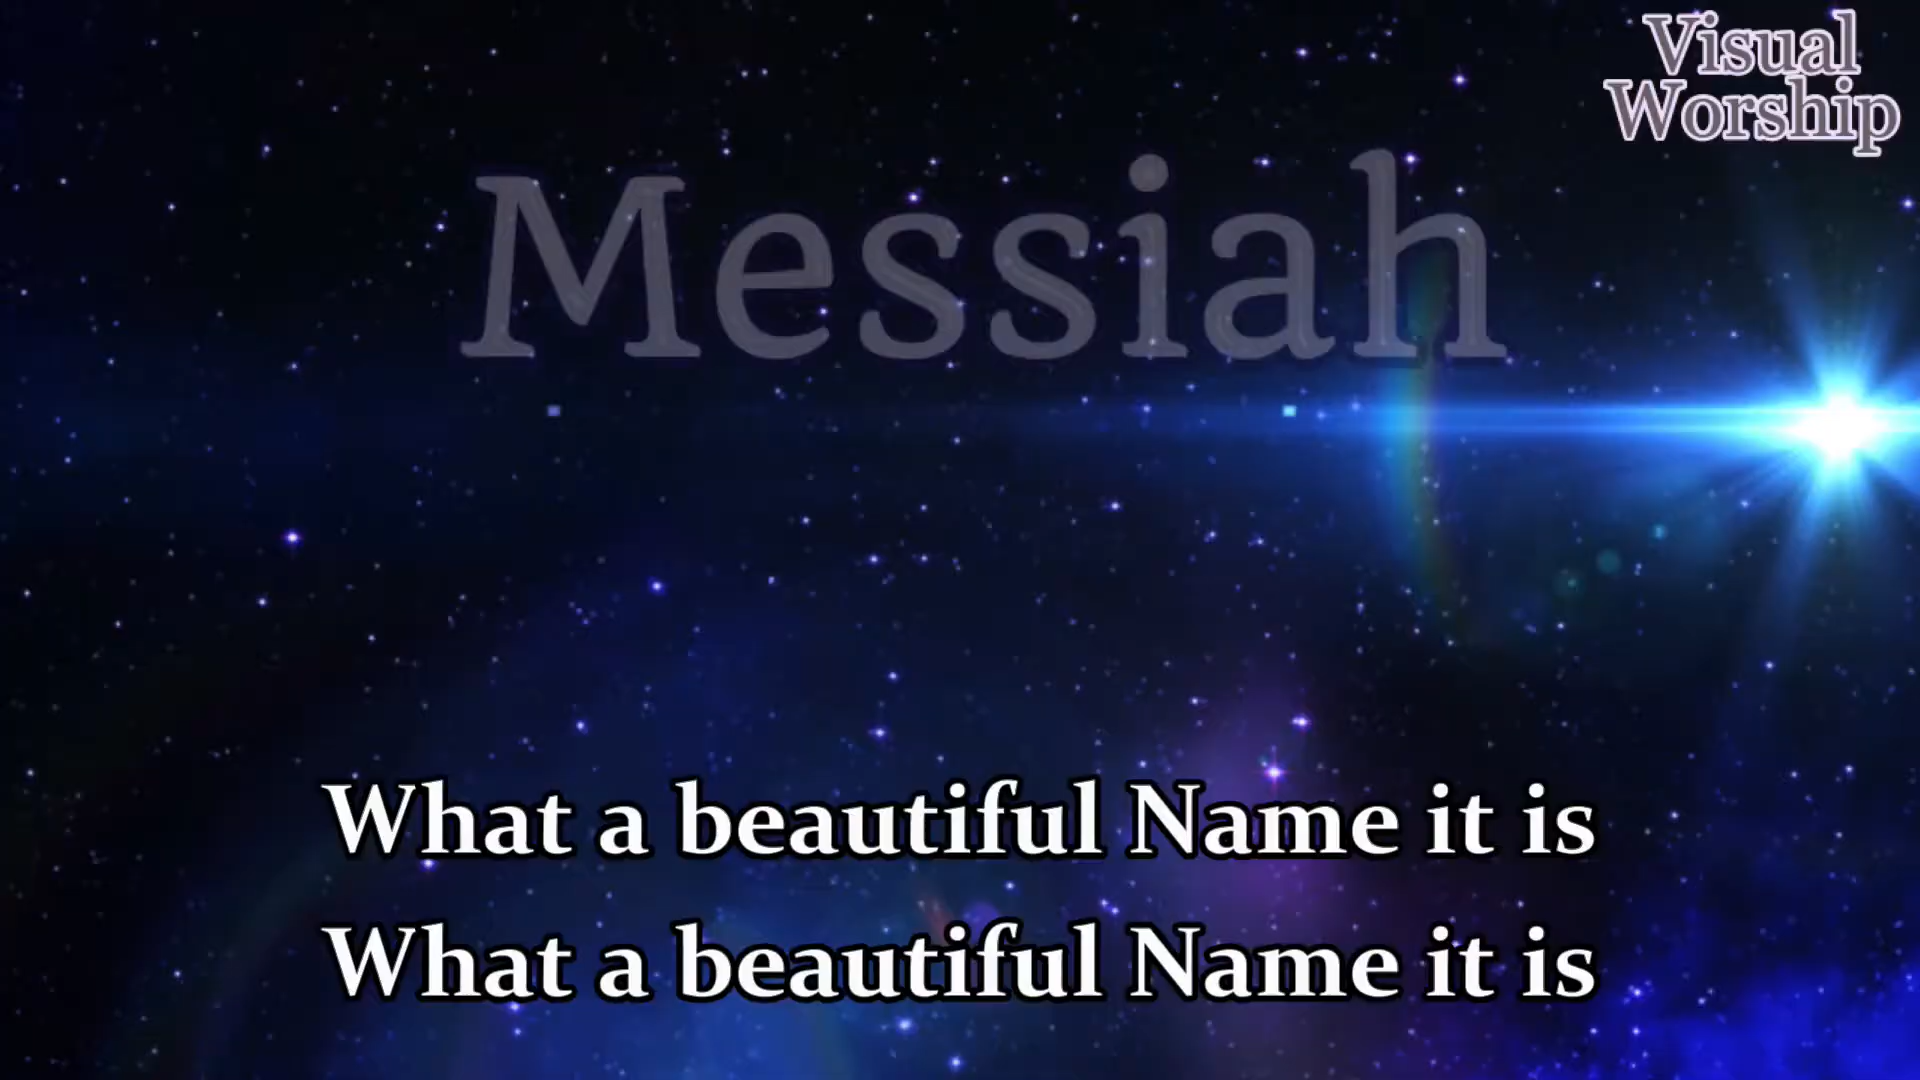 Visual
Worship
Messiah
What a beautiful Name it is
What a beautiful Name it is